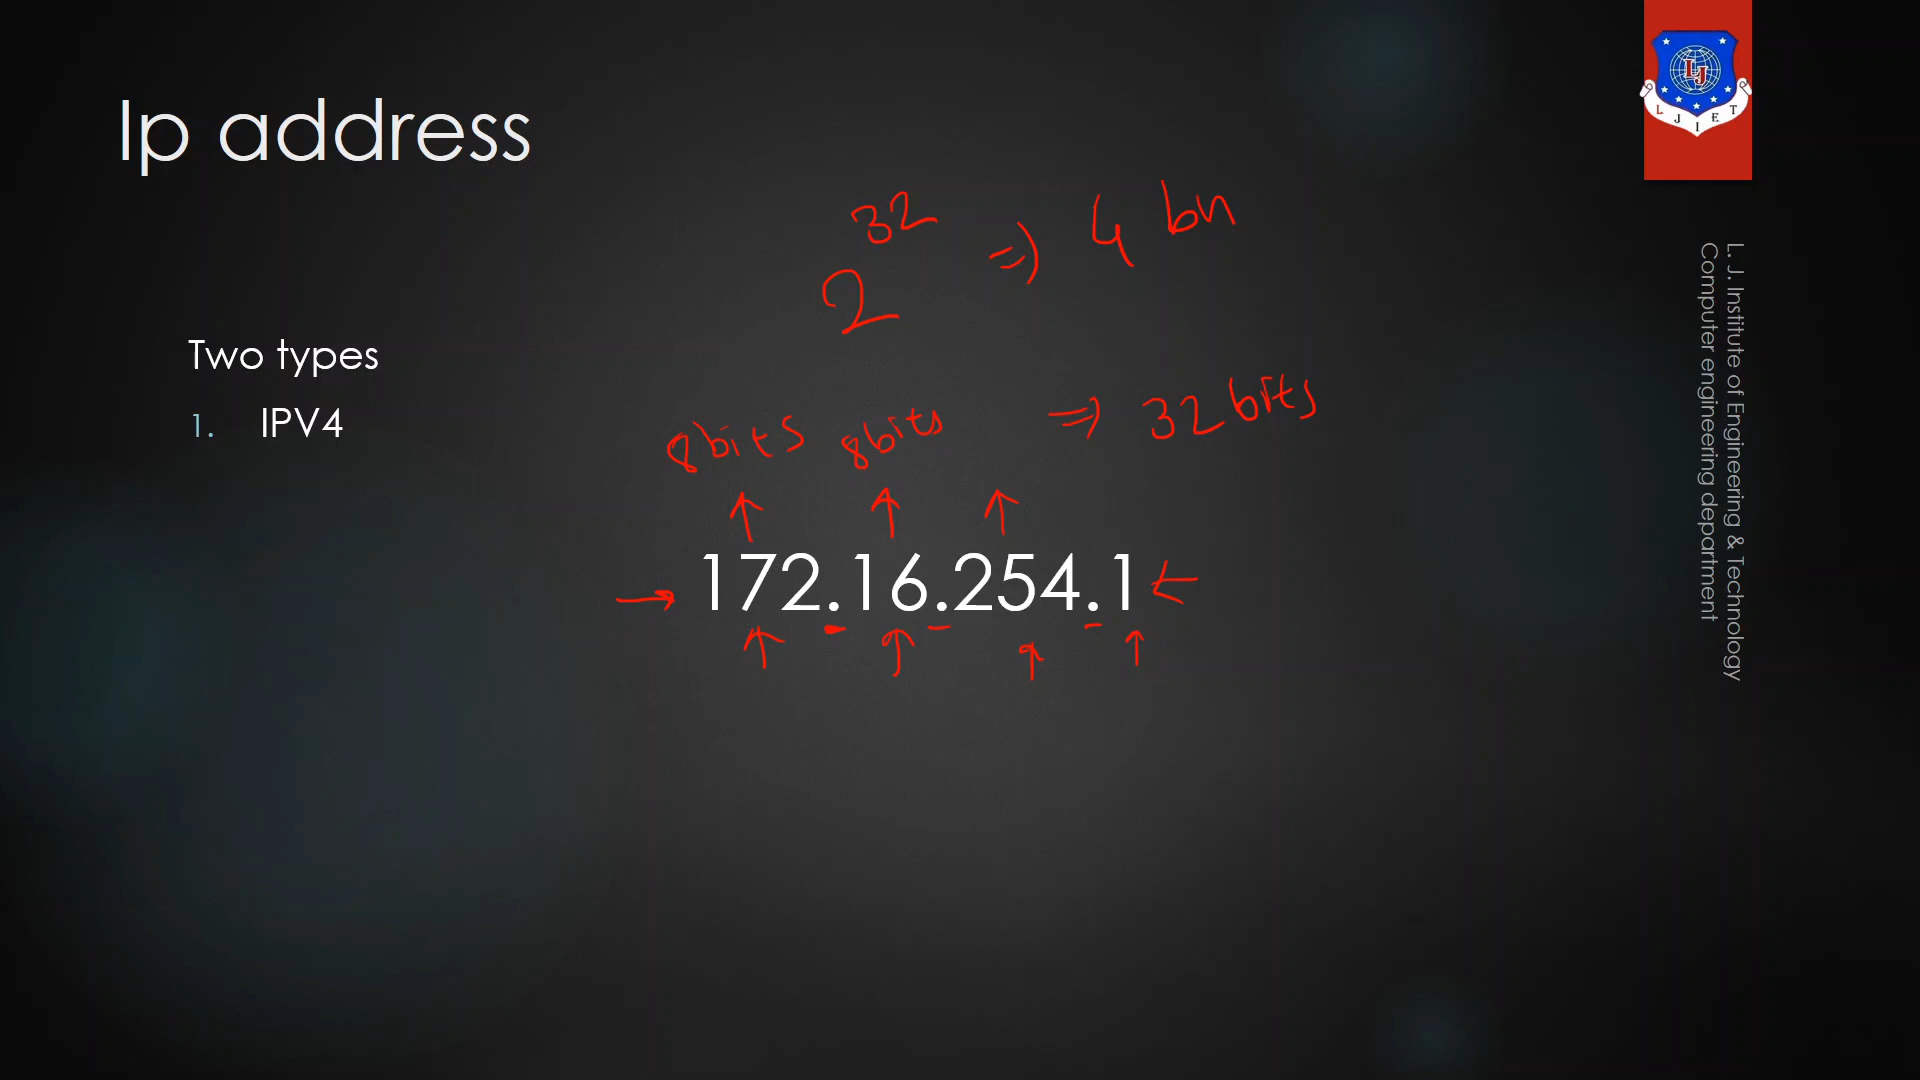 Ip address
2^32 => 4 bn
Two types
1. IPV4
8bits 8bits => 32 bits
172.16.254.1
LJ
L J I E T
L. J. Institute of Engineering & Technology
Computer engineering department